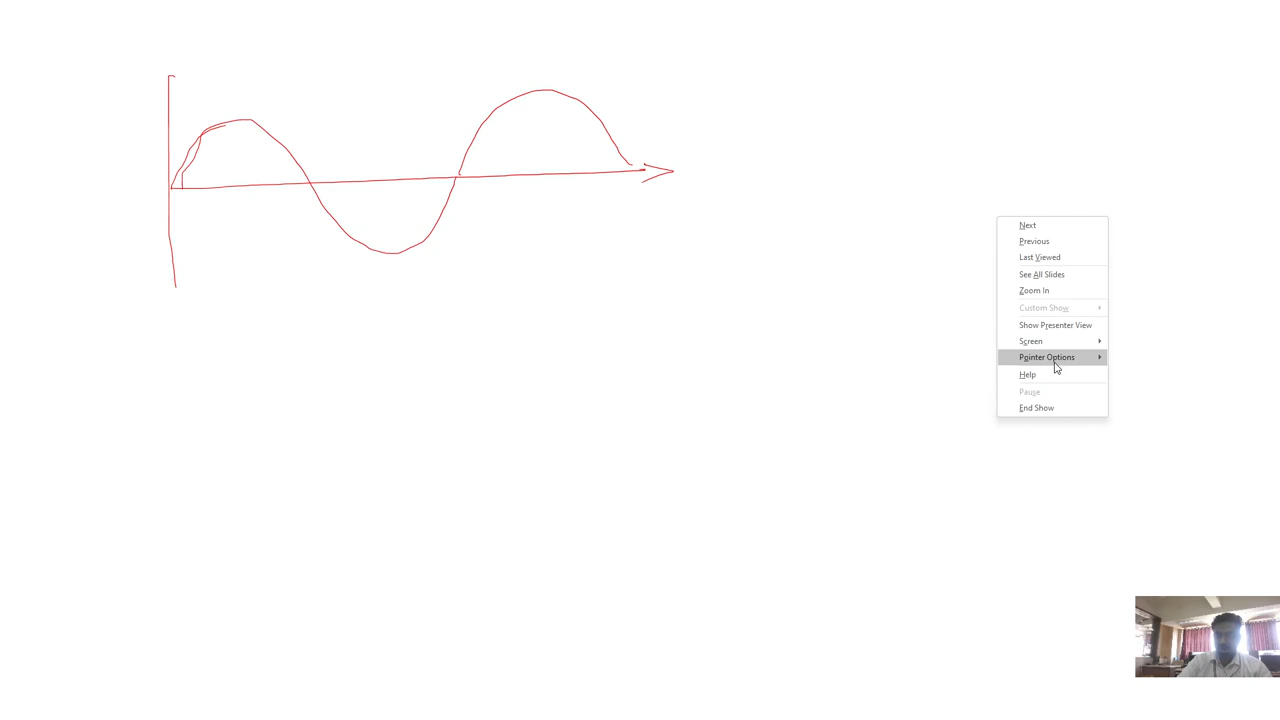 Next
Previous
Last Viewed
See All Slides
Zoom In
Custom Show
Show Presenter View
Screen
Pointer Options
Help
Pause
End Show